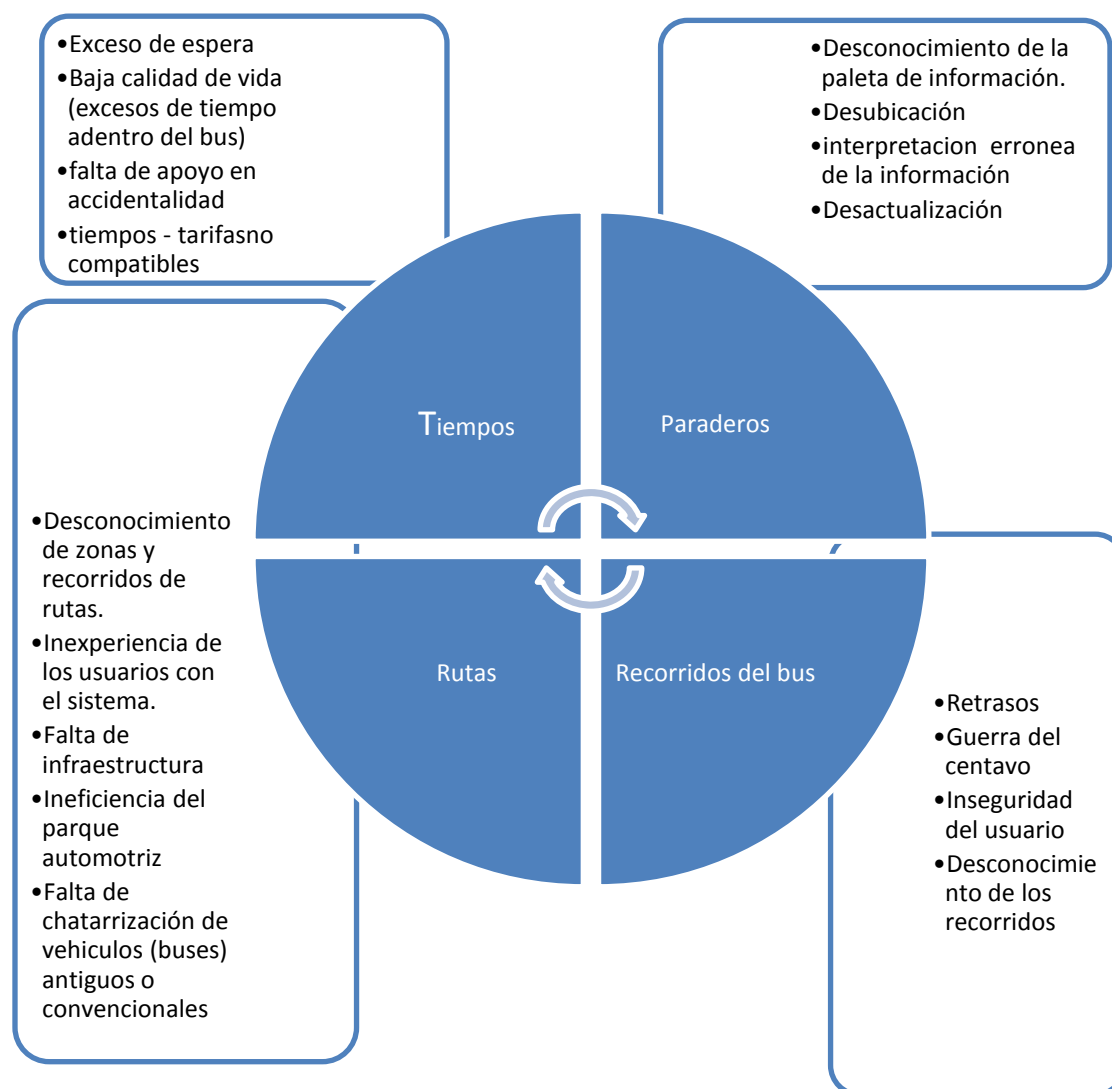 •Exceso de espera
•Baja calidad de vida
(excesos de tiempo
adentro del bus)
•falta de apoyo en
accidentalidad
•tiempos - tarifasno
compatibles
•Desconocimiento de la
paleta de información.
•Desubicación
•interpretacion erronea
de la información
•Desactualización
Tiempos
Paraderos
•Desconocimiento
de zonas y
recorridos de
rutas.
•Inexperiencia de
los usuarios con
el sistema.
•Falta de
infraestructura
•Ineficiencia del
parque
automotriz
•Falta de
chatarrización de
vehiculos (buses)
antiguos o
convencionales
Rutas
Recorridos del bus
•Retrasos
•Guerra del
centavo
•Inseguridad
del usuario
•Desconocimie
nto de los
recorridos